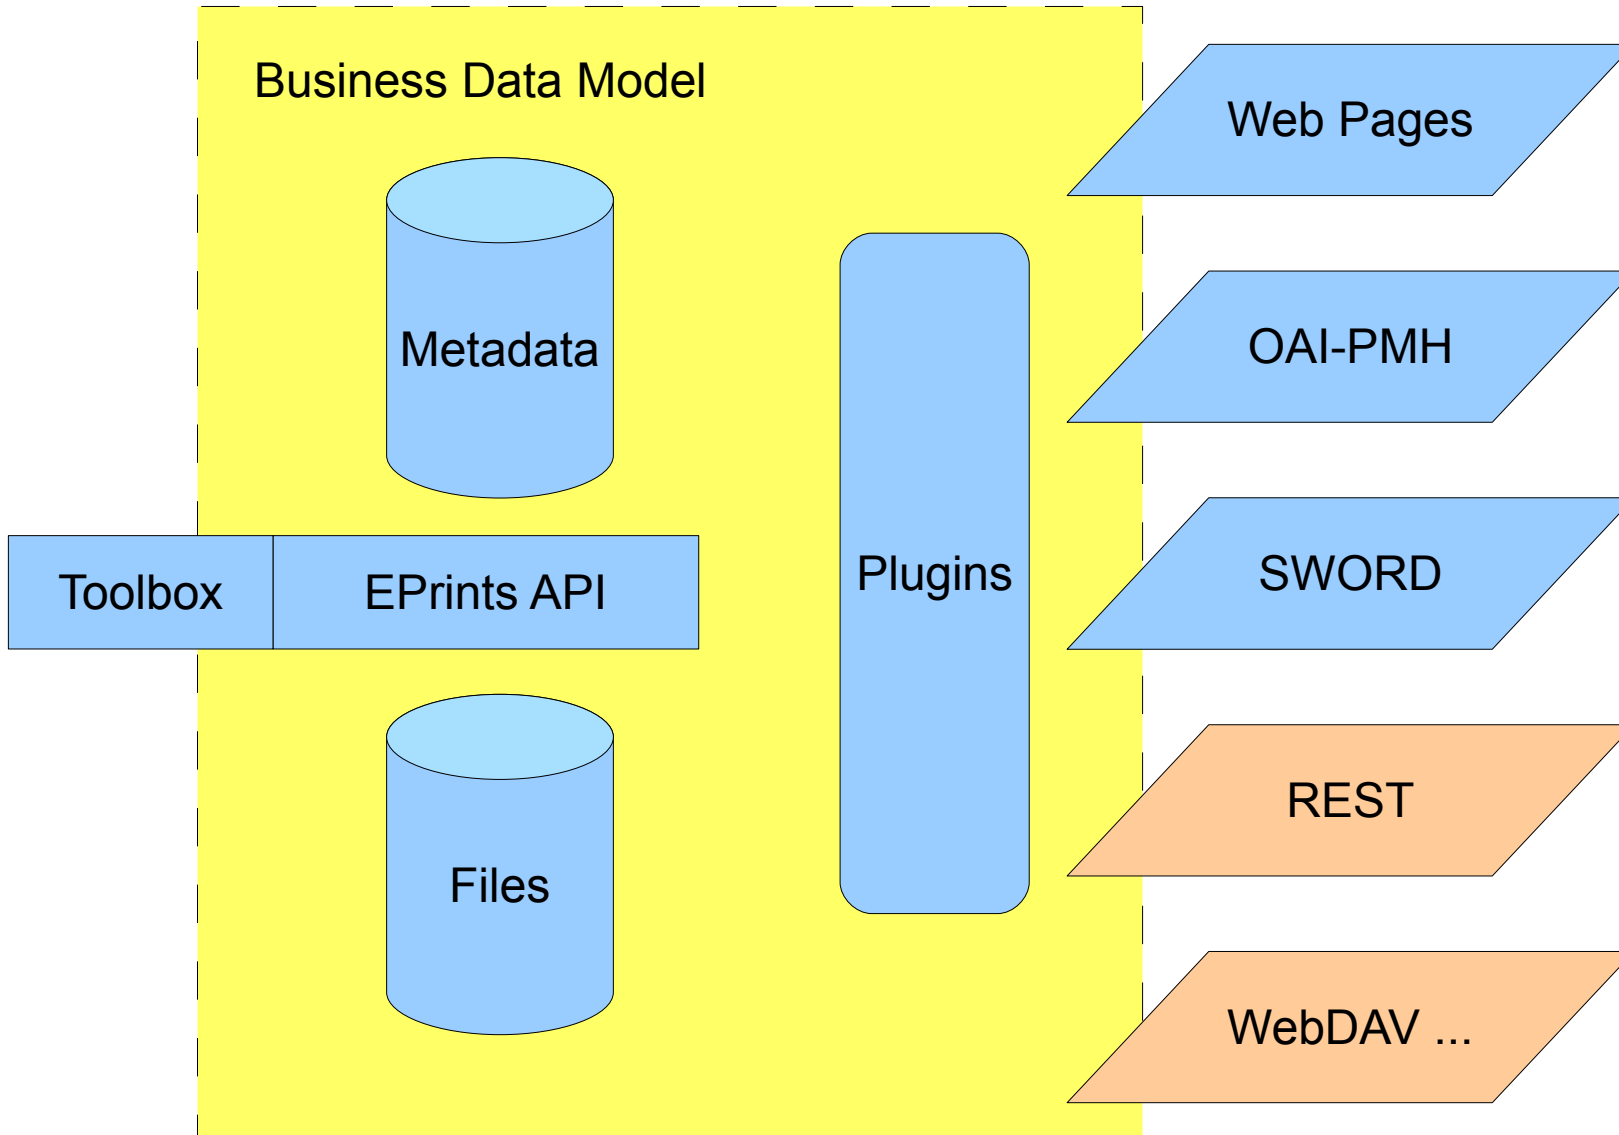 Business Data Model
Web Pages
Metadata
OAI-PMH
Toolbox
EPrints API
Plugins
SWORD
REST
Files
WebDAV ...